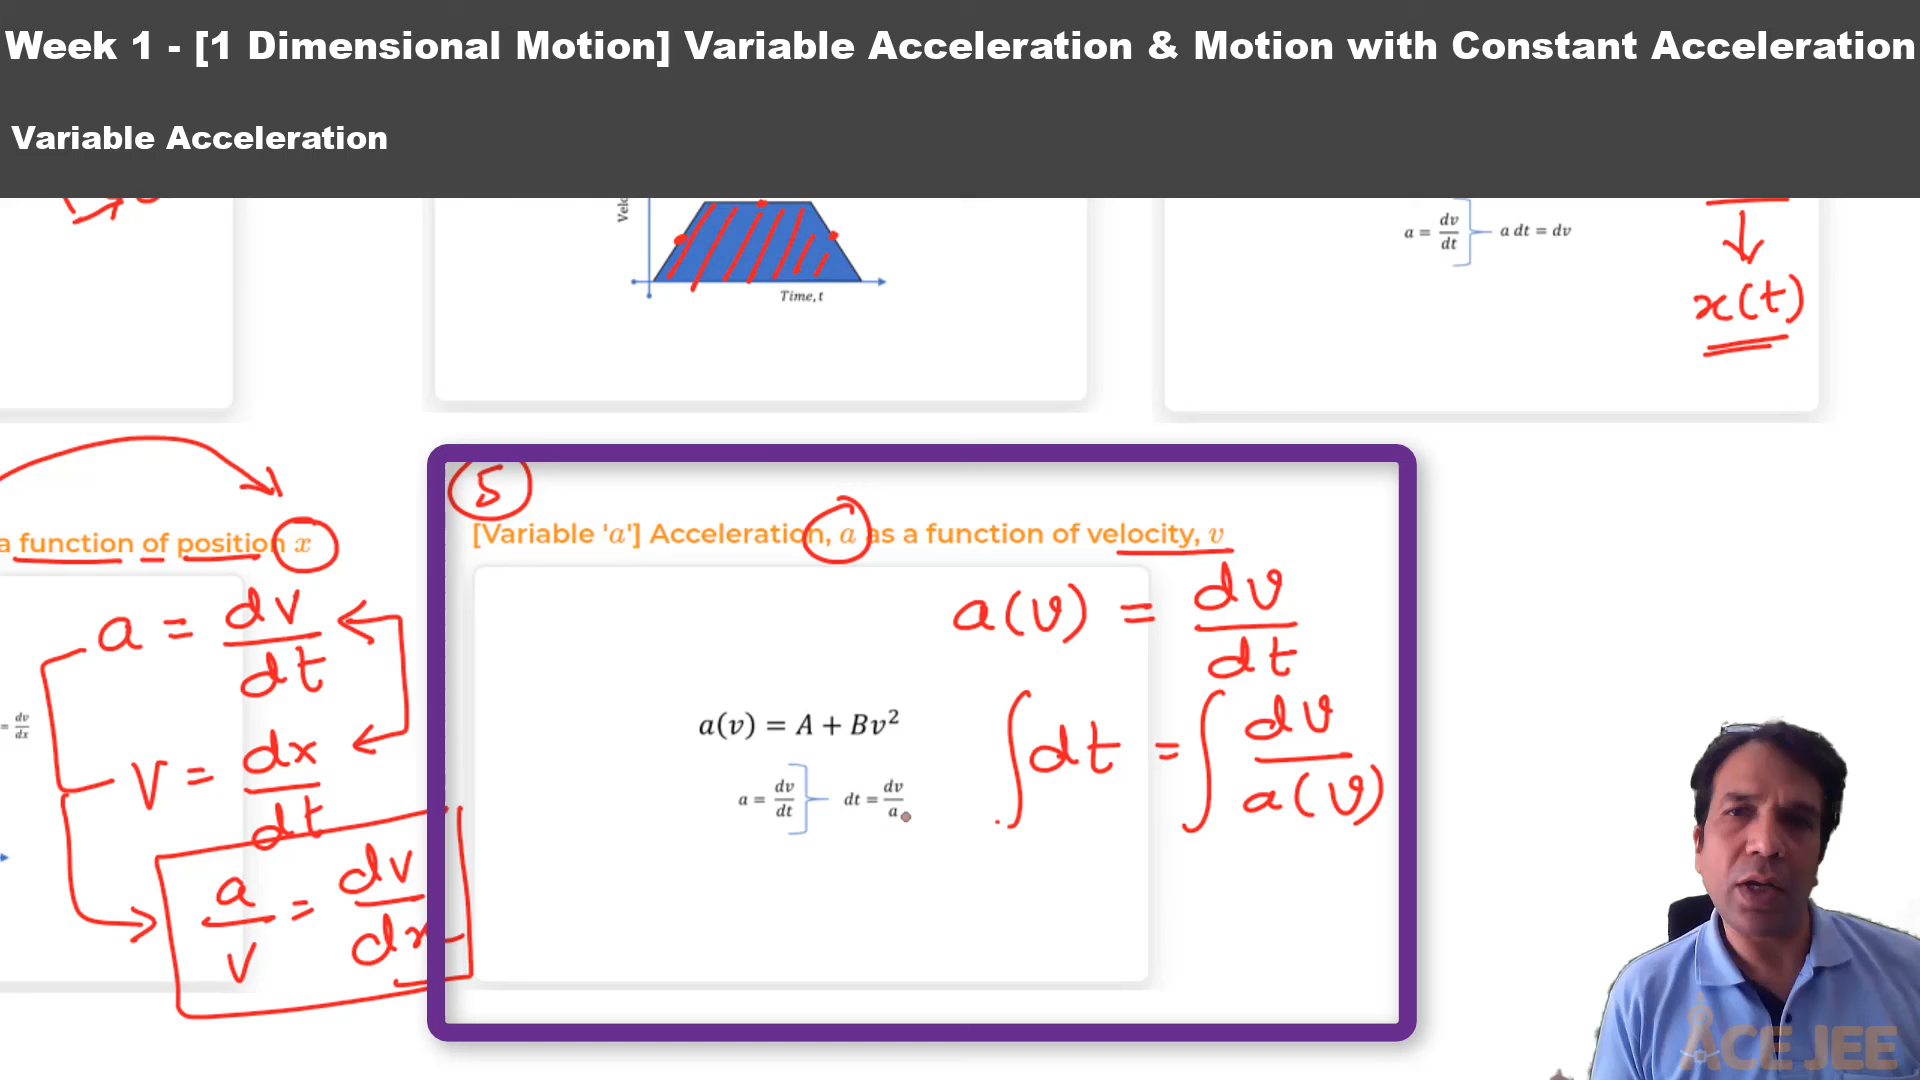 Week 1 - [1 Dimensional Motion] Variable Acceleration & Motion with Constant Acceleration
Variable Acceleration
Time, t
a = dv/dt
a dt = dv
x(t)
a function of position x
a = dv/dt
= dv/dx
v = dx/dt
a/v = dv/dx
5
[Variable 'a'] Acceleration, a as a function of velocity, v
a(v) = dv/dt
a(v) = A + Bv²
∫dt = ∫dv/a(v)
a = dv/dt
dt = dv/a
ACE JEE